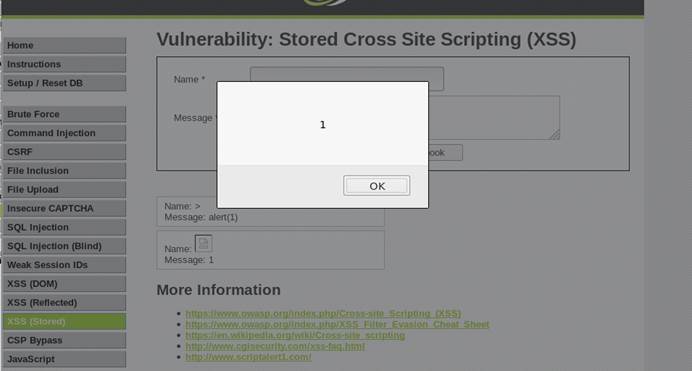 Home
Instructions
Setup / Reset DB
Brute Force
Command Injection
CSRF
File Inclusion
File Upload
Insecure CAPTCHA
SQL Injection
SQL Injection (Blind)
Weak Session IDs
XSS (DOM)
XSS (Reflected)
XSS (Stored)
CSP Bypass
JavaScript
Vulnerability: Stored Cross Site Scripting (XSS)
Name *
Message *
ook
1
OK
Name: >
Message: alert(1)
Name:
Message: 1
More Information
https://www.owasp.org/index.php/Cross-site_Scripting_(XSS)
https://www.owasp.org/index.php/XSS_Filter_Evasion_Cheat_Sheet
https://en.wikipedia.org/wiki/Cross-site_scripting
http://www.cgisecurity.com/xss-faq.html
http://www.scriptalert1.com/